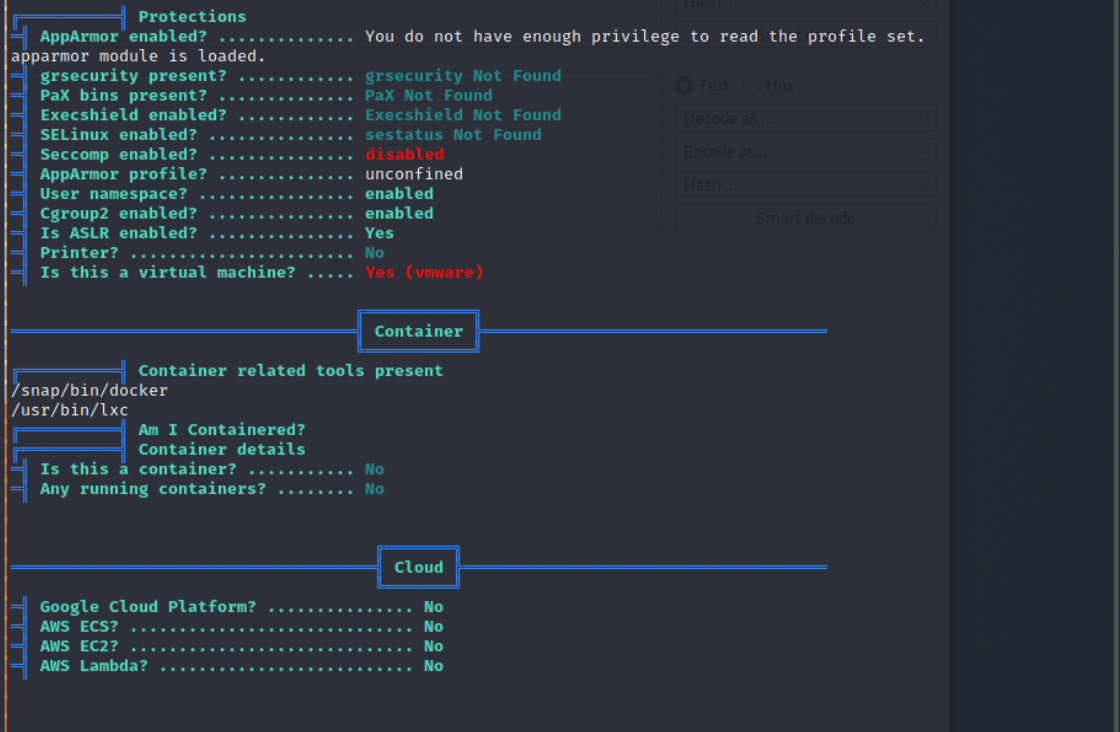 Hash ...
Protections
AppArmor enabled? .............. You do not have enough privilege to read the profile set.
apparmor module is loaded.
grsecurity present? ............ grsecurity Not Found
PaX bins present? .............. PaX Not Found
Text Hex
Execshield enabled? ............ Execshield Not Found
Decode as ...
SELinux enabled? ............... sestatus Not Found
Seccomp enabled? ............... disabled
Encode as ...
AppArmor profile? .............. unconfined
Hash ...
User namespace? ................ enabled
Cgroup2 enabled? ............... enabled
Smart decode
Is ASLR enabled? ............... Yes
Printer? ....................... No
Is this a virtual machine? ..... Yes (vmware)
Container
Container related tools present
/snap/bin/docker
/usr/bin/lxc
Am I Containered?
Container details
Is this a container? ........... No
Any running containers? ........ No
Cloud
Google Cloud Platform? ............... No
AWS ECS? ............................. No
AWS EC2? ............................. No
AWS Lambda? .......................... No